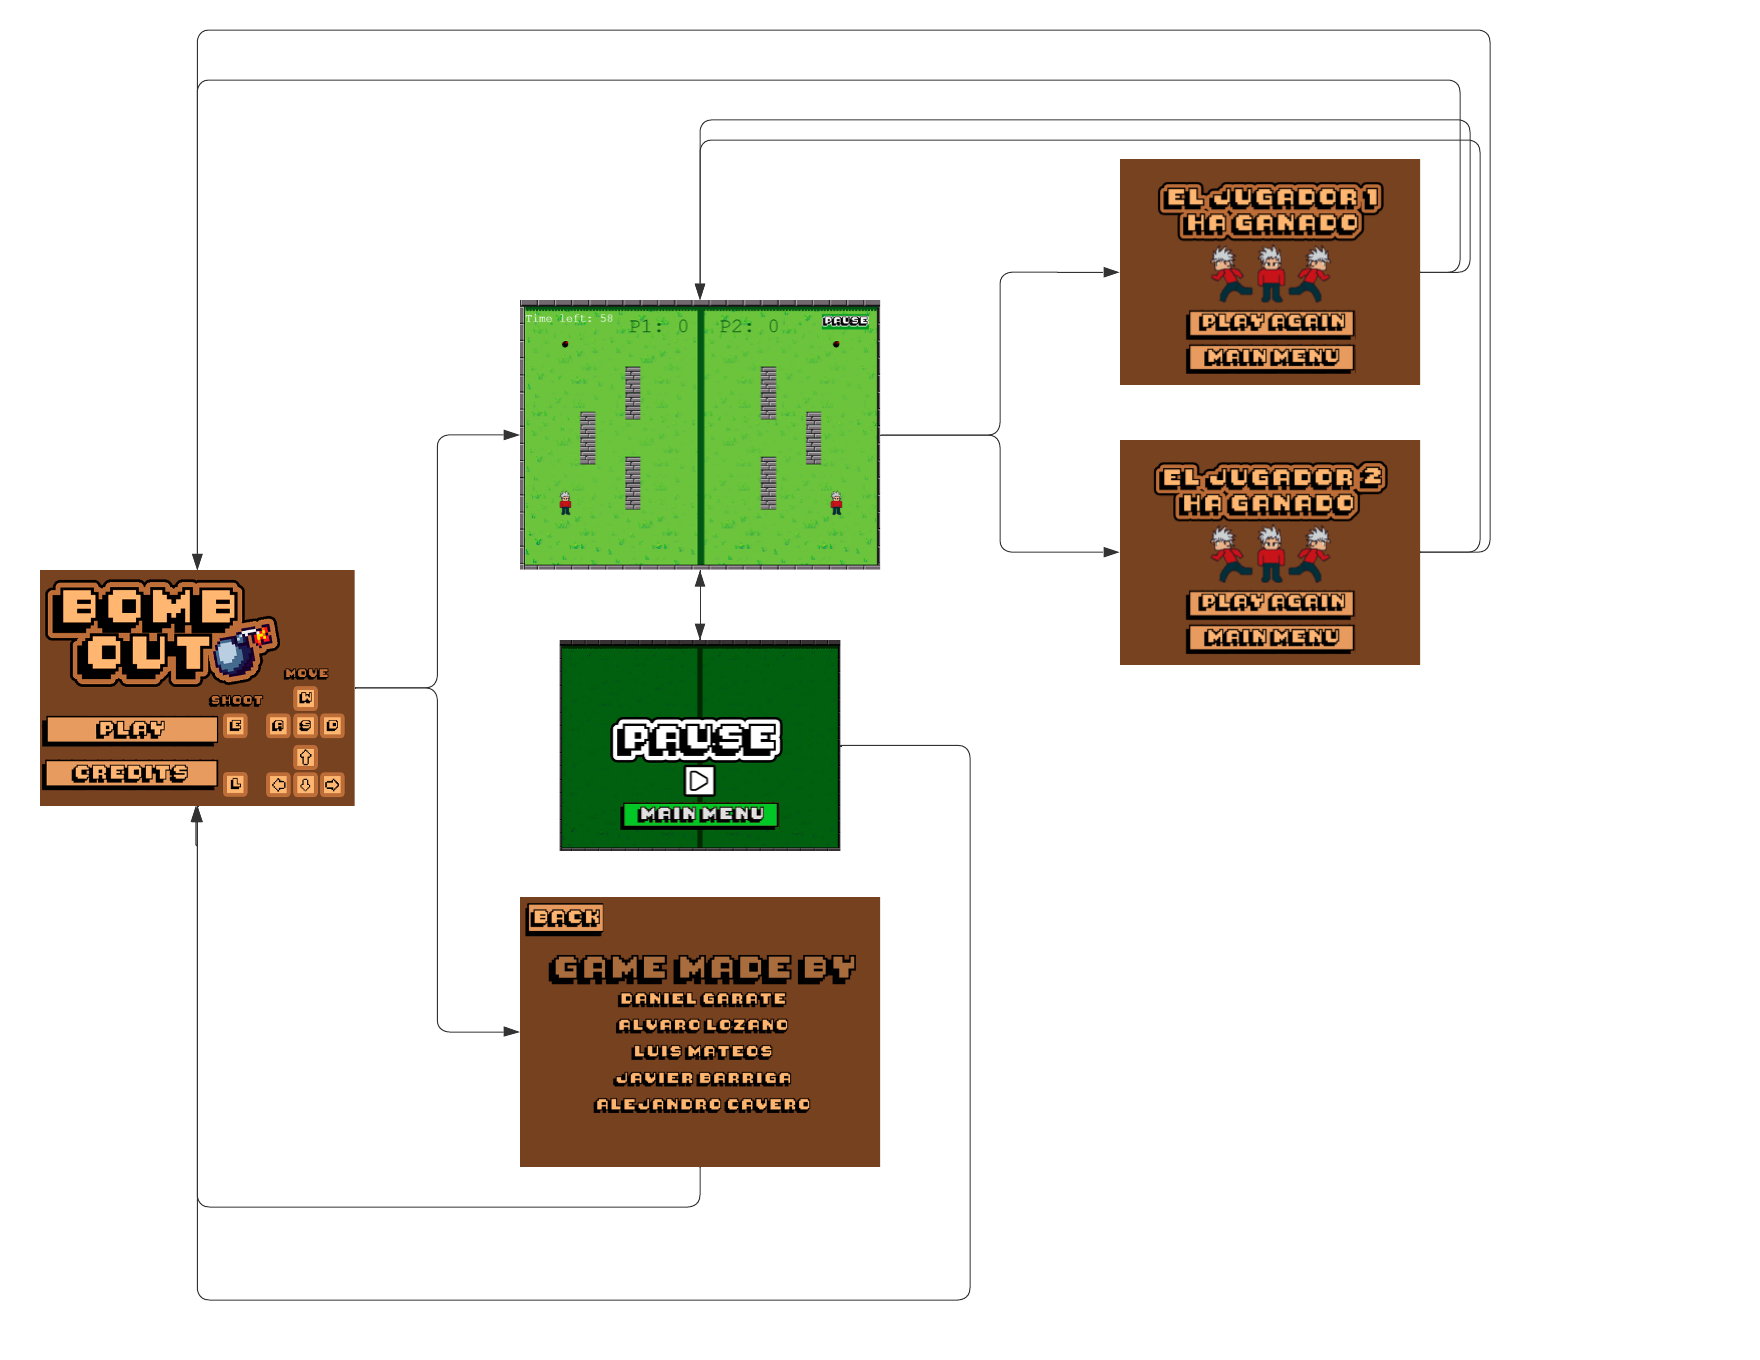 EL JUGADOR 1
HA GANADO
PLAY AGAIN
MAIN MENU
Time left: 58
P1: 0
P2: 0
PAUSE
EL JUGADOR 2
HA GANADO
PLAY AGAIN
MAIN MENU
BOMB
OUT
MOVE
SHOOT
W
PLAY
E
A
S
D
CREDITS
L
PAUSE
MAIN MENU
BACK
GAME MADE BY
DANIEL GARATE
ALVARO LOZANO
LUIS MATEOS
JAVIER BARRIGA
ALEJANDRO CAVERO